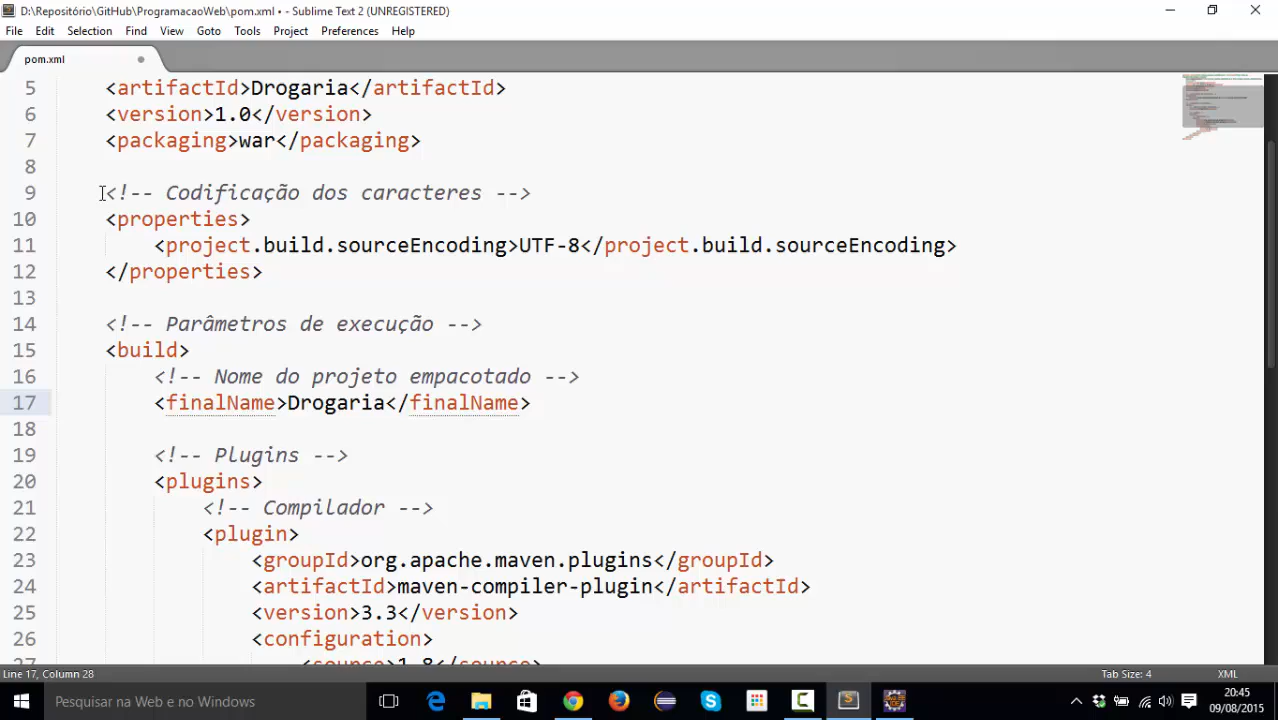 D:\Repositório\GitHub\ProgramacaoWeb\pom.xml • - Sublime Text 2 (UNREGISTERED)
File Edit Selection Find View Goto Tools Project Preferences Help
pom.xml
5 <artifactId>Drogaria</artifactId>
6 <version>1.0</version>
7 <packaging>war</packaging>
8
9 <!-- Codificação dos caracteres -->
10 <properties>
11 <project.build.sourceEncoding>UTF-8</project.build.sourceEncoding>
12 </properties>
13
14 <!-- Parâmetros de execução -->
15 <build>
16 <!-- Nome do projeto empacotado -->
17 <finalName>Drogaria</finalName>
18
19 <!-- Plugins -->
20 <plugins>
21 <!-- Compilador -->
22 <plugin>
23 <groupId>org.apache.maven.plugins</groupId>
24 <artifactId>maven-compiler-plugin</artifactId>
25 <version>3.3</version>
26 <configuration>
27 <source>1.8</source>
Line 17, Column 28 Tab Size: 4 XML
Pesquisar na Web e no Windows
20:45
09/08/2015